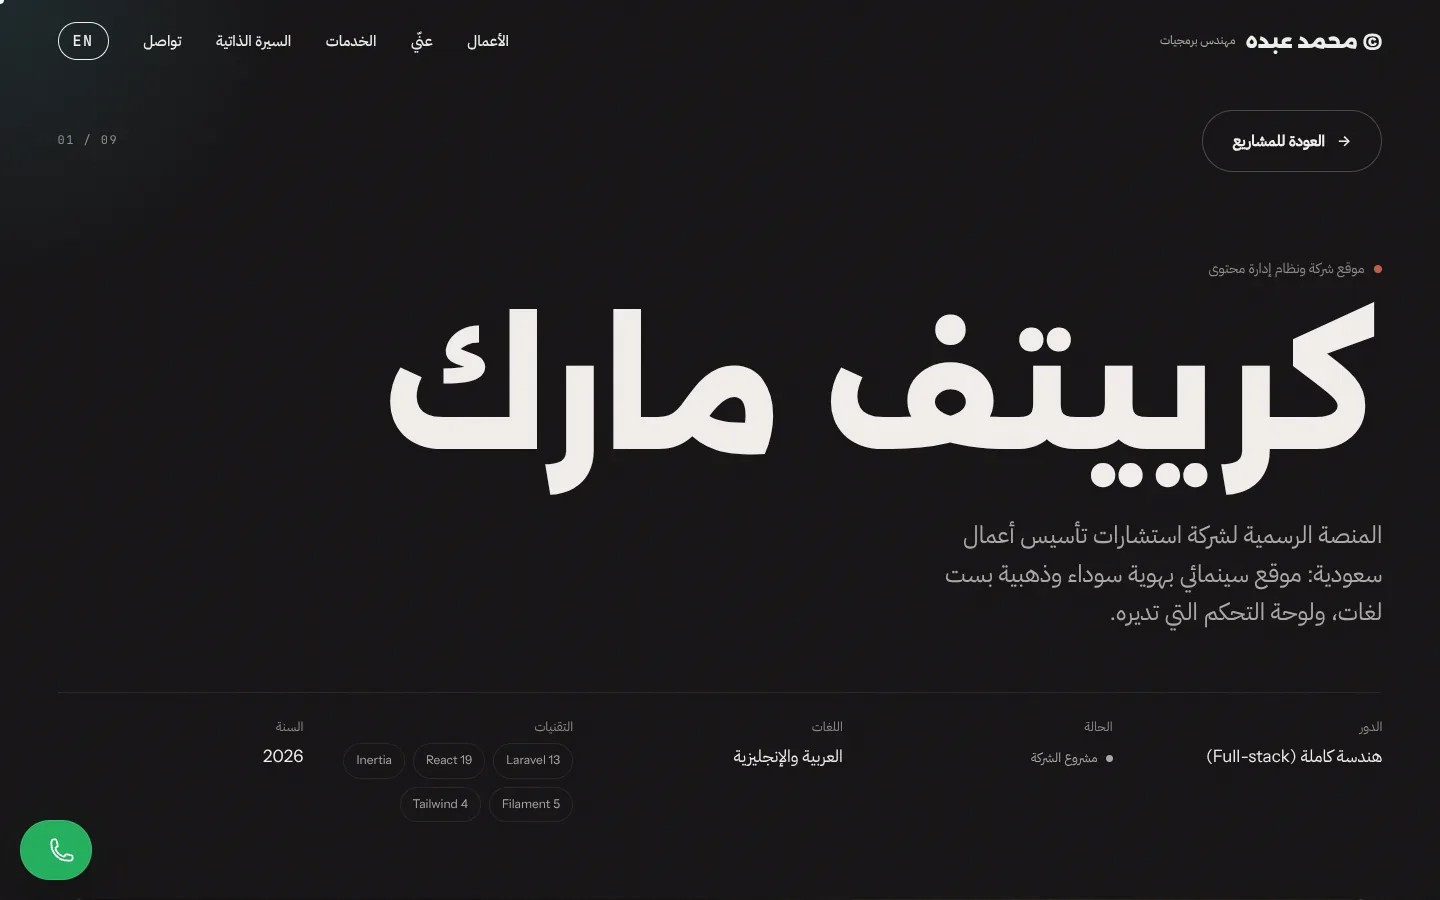 © محمد عبده مهندس برمجيات
الأعمال عنّي الخدمات السيرة الذاتية تواصل EN
→ العودة للمشاريع
01 / 09
موقع شركة ونظام إدارة محتوى
كرييتف مارك
المنصة الرسمية لشركة استشارات تأسيس أعمال
سعودية: موقع سينمائي بهوية سوداء وذهبية بست
لغات، ولوحة التحكم التي تديره.
الدور
هندسة كاملة (Full-stack)
الحالة
مشروع الشركة
اللغات
العربية والإنجليزية
التقنيات
Laravel 13 React 19 Inertia
Filament 5 Tailwind 4
السنة
2026